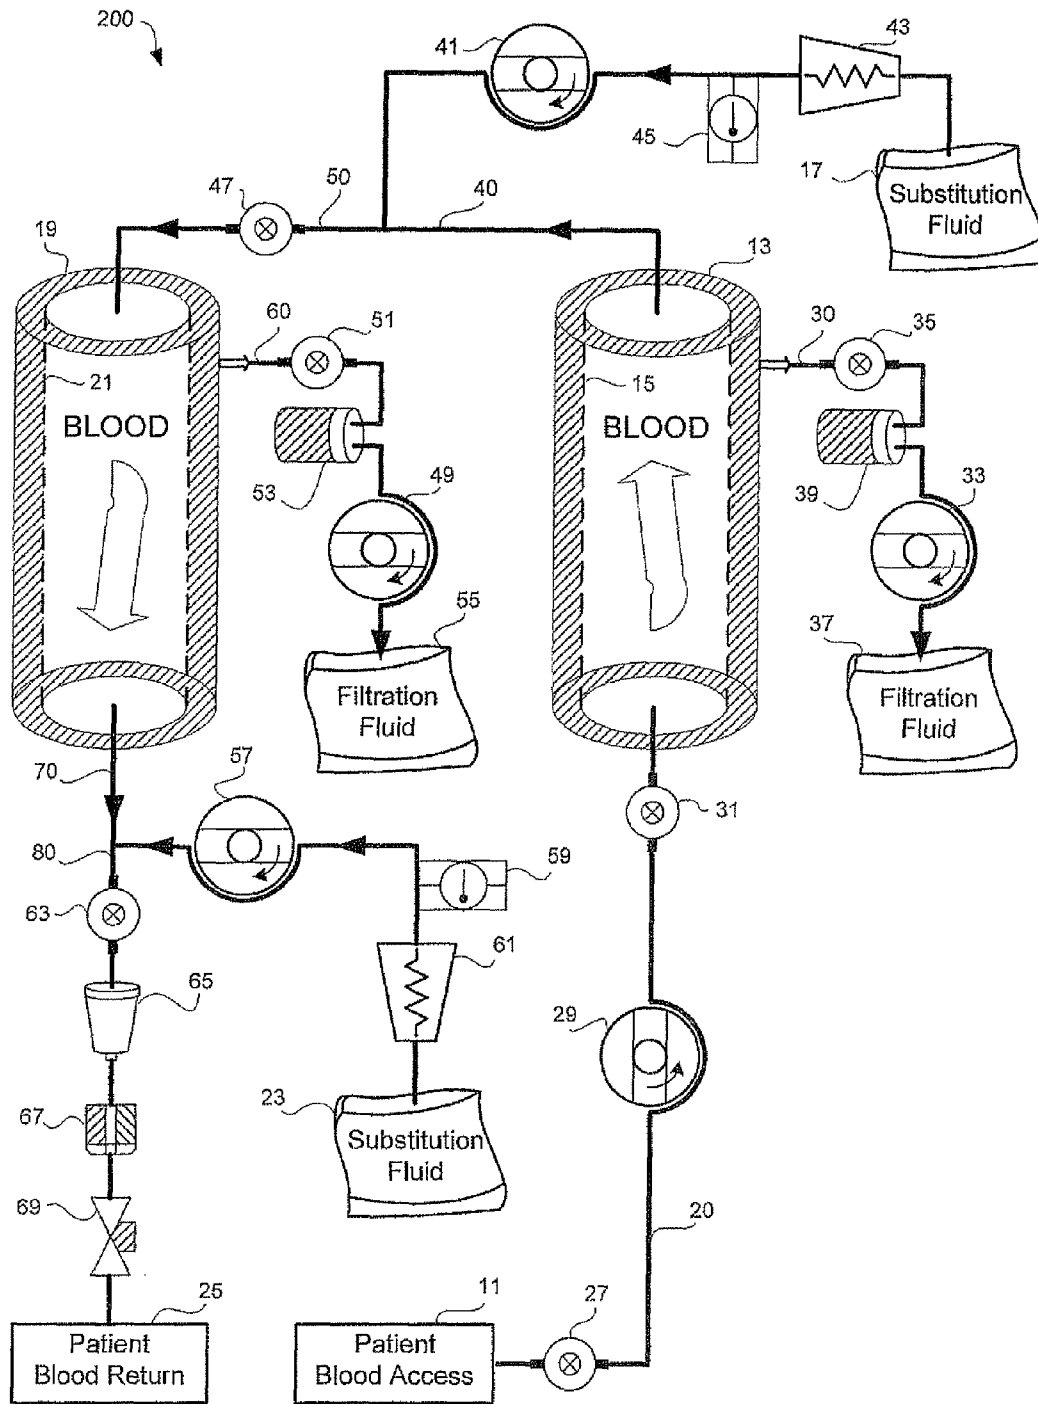 200
41
43
45
17
Substitution
Fluid
47
50
40
19
13
60
51
30
35
21
15
BLOOD
BLOOD
53
49
39
33
55
37
Filtration
Fluid
Filtration
Fluid
70
57
31
80
59
63
61
65
29
23
67
Substitution
Fluid
69
20
25
11
27
Patient
Blood Return
Patient
Blood Access